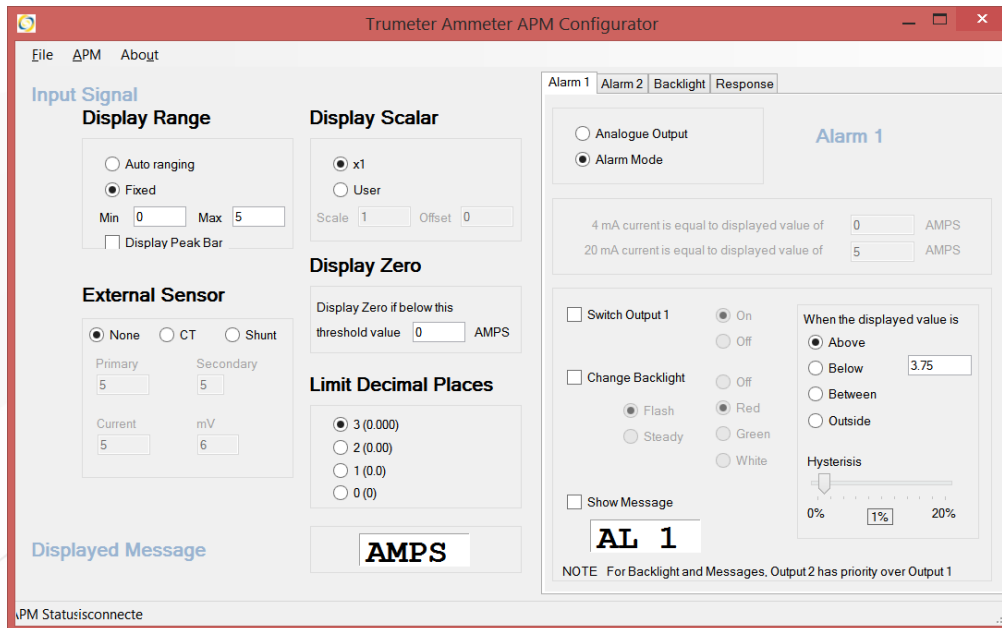 Trumeter Ammeter APM Configurator
File APM About
Input Signal
Display Range
Auto ranging
Fixed
Min 0 Max 5
Display Peak Bar
External Sensor
None CT Shunt
Primary Secondary
5 5
Current mV
5 6
Displayed Message
Display Scalar
x1
User
Scale 1 Offset 0
Display Zero
Display Zero if below this
threshold value 0 AMPS
Limit Decimal Places
3 (0.000)
2 (0.00)
1 (0.0)
0 (0)
AMPS
Alarm 1 Alarm 2 Backlight Response
Analogue Output
Alarm Mode
Alarm 1
4 mA current is equal to displayed value of 0 AMPS
20 mA current is equal to displayed value of 5 AMPS
Switch Output 1 On
Off
Change Backlight Off
Flash Red
Steady Green
White
Show Message
AL 1
When the displayed value is
Above
Below 3.75
Between
Outside
Hysterisis
0% 1% 20%
NOTE For Backlight and Messages, Output 2 has priority over Output 1
APM Statusisconnecte